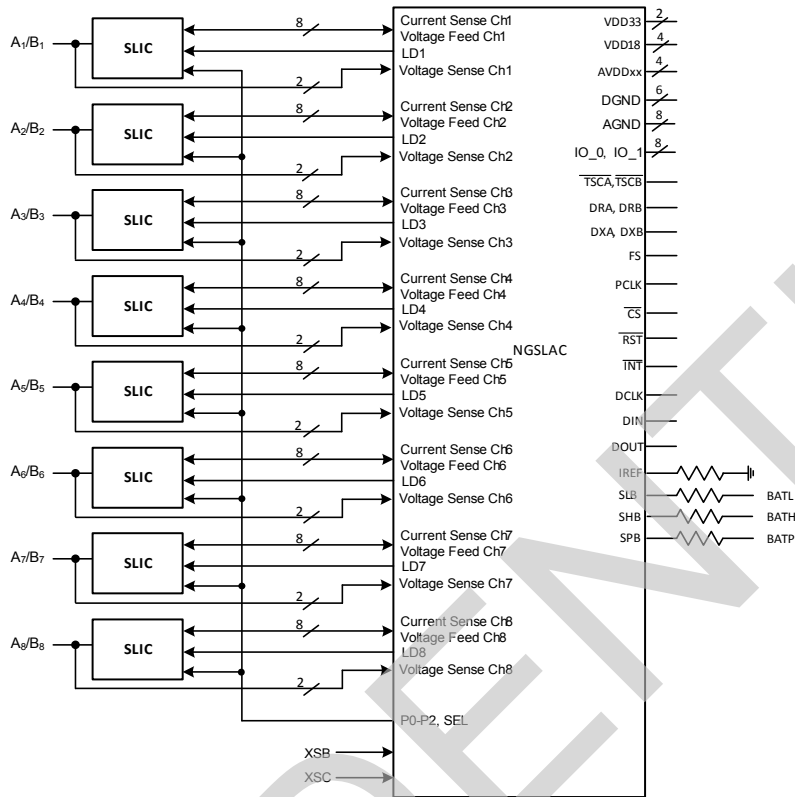 A1/B1
SLIC
8
Current Sense Ch1
Voltage Feed Ch1
LD1
2
Voltage Sense Ch1
A2/B2
SLIC
8
Current Sense Ch2
Voltage Feed Ch2
LD2
2
Voltage Sense Ch2
A3/B3
SLIC
8
Current Sense Ch3
Voltage Feed Ch3
LD3
2
Voltage Sense Ch3
A4/B4
SLIC
8
Current Sense Ch4
Voltage Feed Ch4
LD4
2
Voltage Sense Ch4
A5/B5
SLIC
8
Current Sense Ch5
Voltage Feed Ch5
LD5
2
Voltage Sense Ch5
A6/B6
SLIC
8
Current Sense Ch6
Voltage Feed Ch6
LD6
2
Voltage Sense Ch6
A7/B7
SLIC
8
Current Sense Ch7
Voltage Feed Ch7
LD7
2
Voltage Sense Ch7
A8/B8
SLIC
8
Current Sense Ch8
Voltage Feed Ch8
LD8
2
Voltage Sense Ch8
P0-P2, SEL
XSB
XSC
NGSLAC
VDD33 2
VDD18 4
AVDDxx 4
DGND 6
AGND 8
IO_0, IO_1 8
TSCA, TSCB
DRA, DRB
DXA, DXB
FS
PCLK
CS
RST
INT
DCLK
DIN
DOUT
IREF
SLB BATL
SHB BATH
SPB BATP